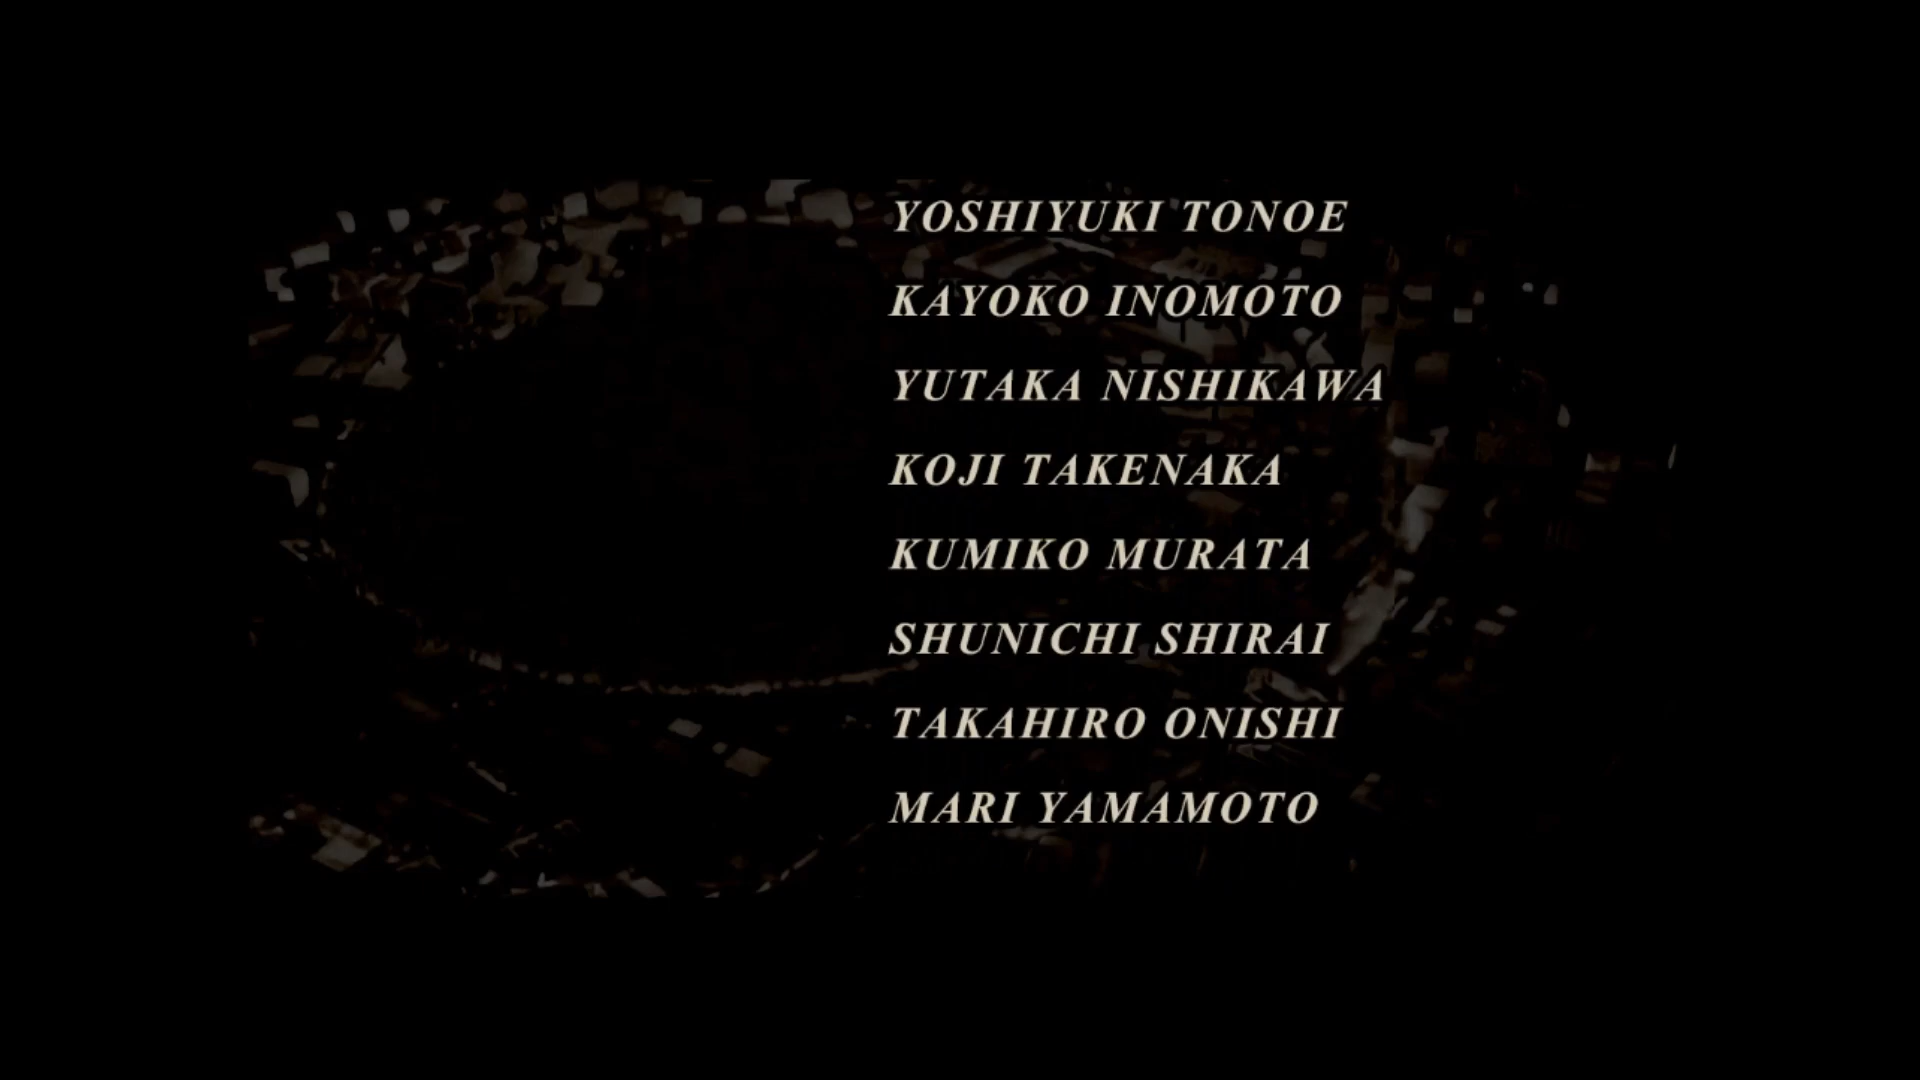 YOSHIYUKI TONOE
KAYOKO INOMOTO
YUTAKA NISHIKAWA
KOJI TAKENAKA
KUMIKO MURATA
SHUNICHI SHIRAI
TAKAHIRO ONISHI
MARI YAMAMOTO